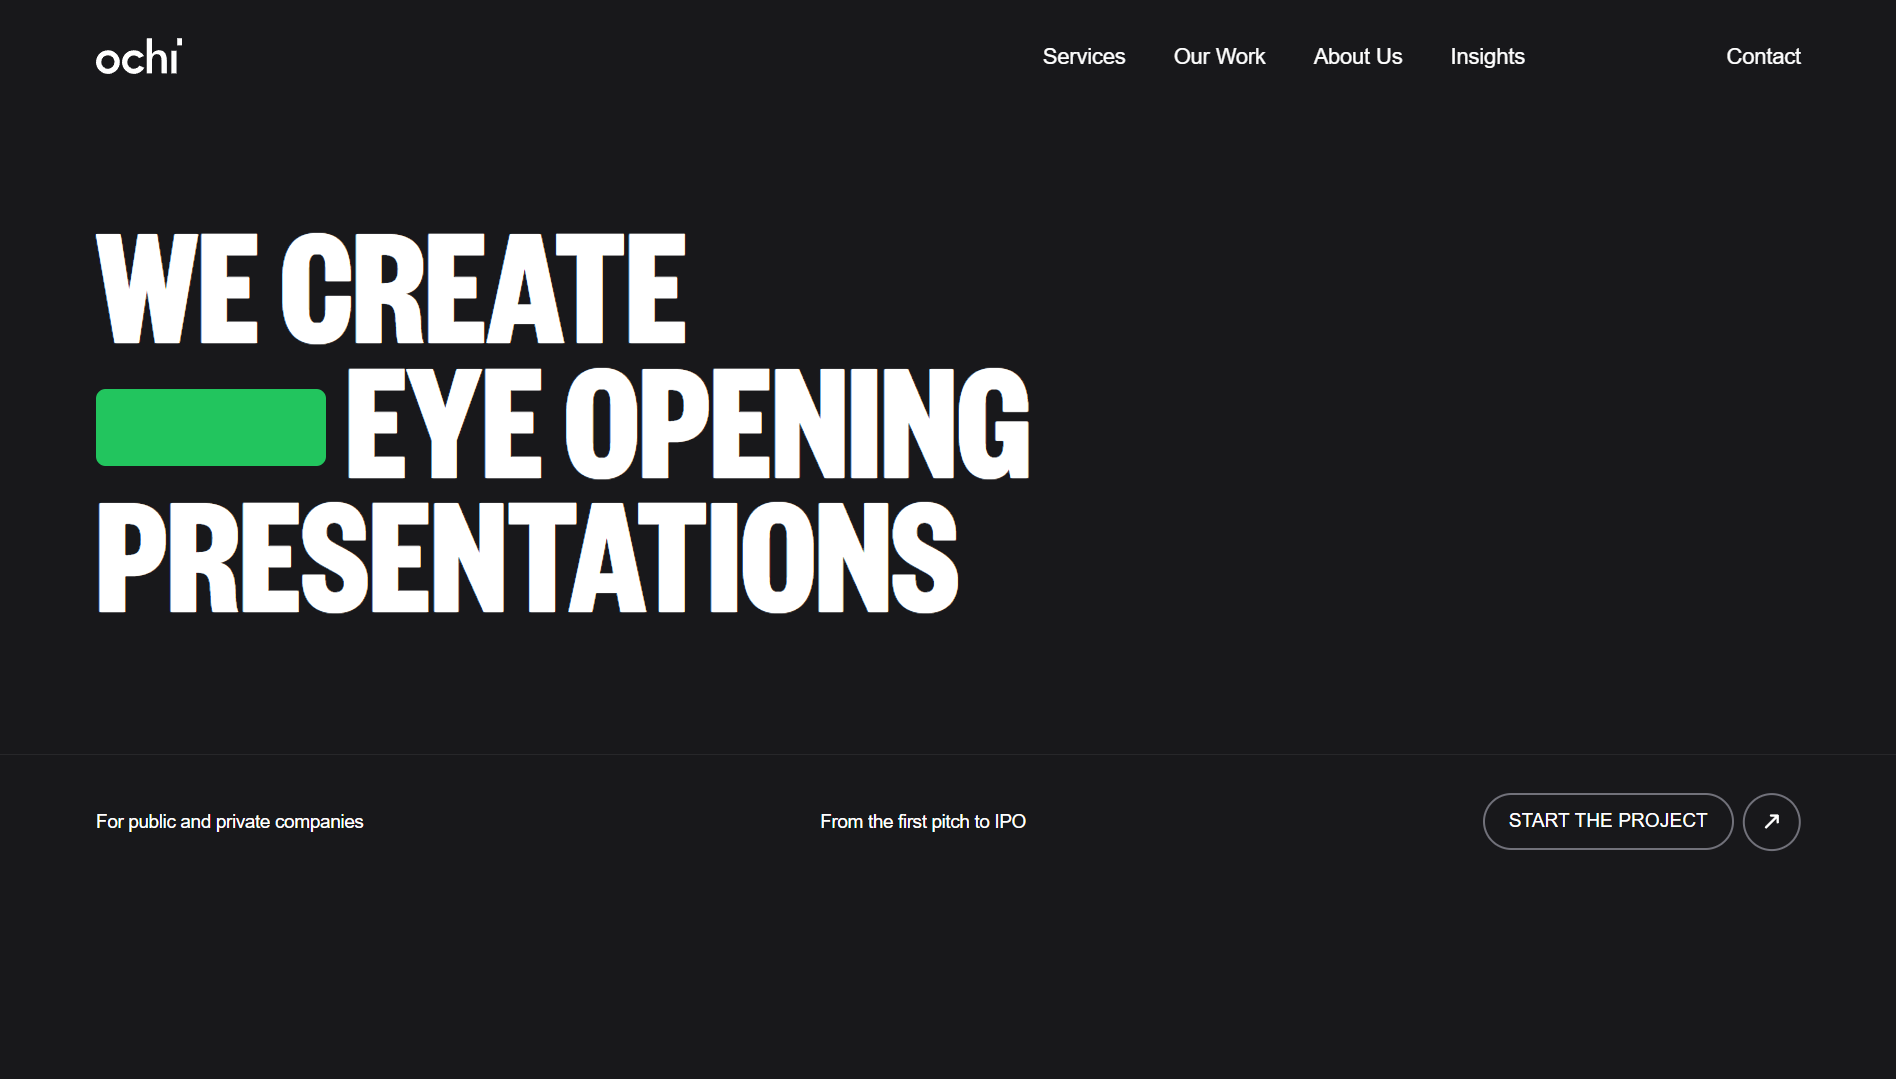 ochi
Services Our Work About Us Insights Contact
WE CREATE
EYE OPENING
PRESENTATIONS
For public and private companies From the first pitch to IPO START THE PROJECT